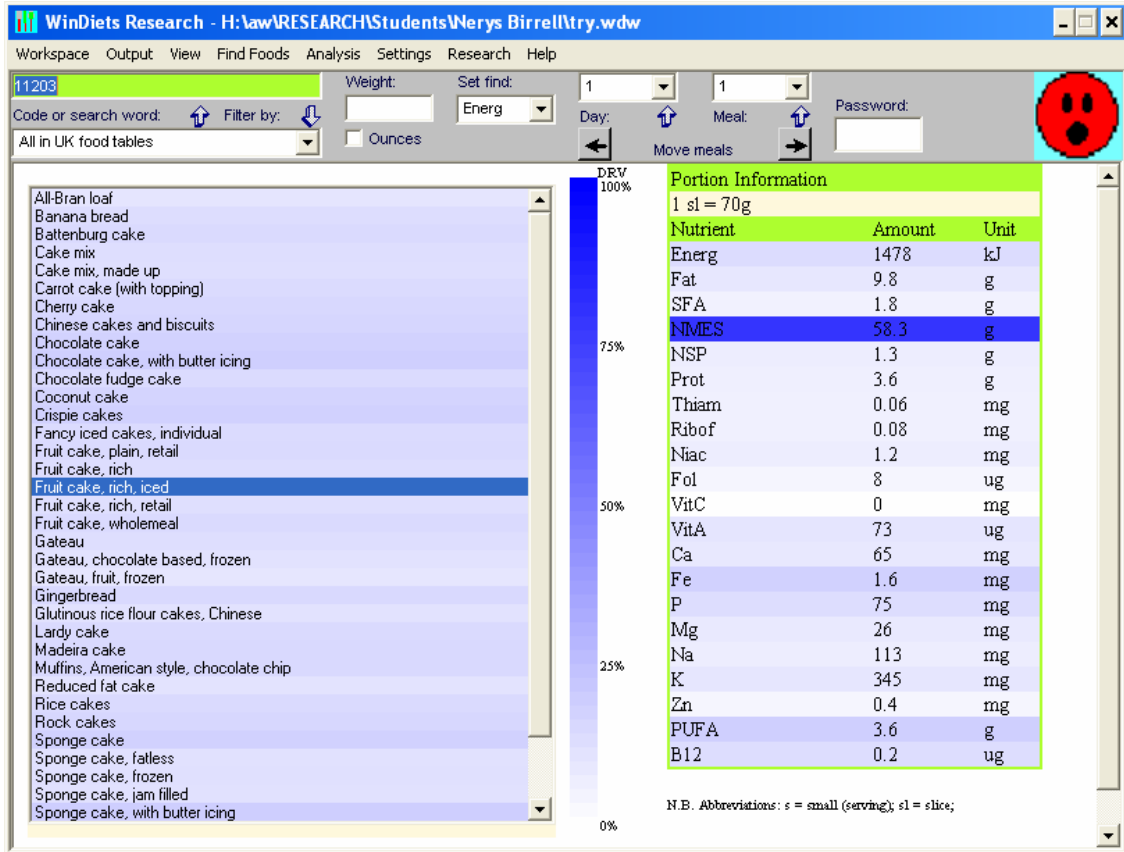 WinDiets Research - H:\aw\RESEARCH\Students\Nerys Birrell\try.wdw
Workspace Output View Find Foods Analysis Settings Research Help
11203
Weight:
Set find:
1
1
Code or search word:
Filter by:
Energ
Day:
Meal:
Password:
All in UK food tables
Ounces
Move meals
All-Bran loaf
Banana bread
Battenburg cake
Cake mix
Cake mix, made up
Carrot cake (with topping)
Cherry cake
Chinese cakes and biscuits
Chocolate cake
Chocolate cake, with butter icing
Chocolate fudge cake
Coconut cake
Crispie cakes
Fancy iced cakes, individual
Fruit cake, plain, retail
Fruit cake, rich
Fruit cake, rich, iced
Fruit cake, rich, retail
Fruit cake, wholemeal
Gateau
Gateau, chocolate based, frozen
Gateau, fruit, frozen
Gingerbread
Glutinous rice flour cakes, Chinese
Lardy cake
Madeira cake
Muffins, American style, chocolate chip
Reduced fat cake
Rice cakes
Rock cakes
Sponge cake
Sponge cake, fatless
Sponge cake, frozen
Sponge cake, jam filled
Sponge cake, with butter icing
DRV
100%
75%
50%
25%
0%
Portion Information
1 sl = 70g
Nutrient Amount Unit
Energ 1478 kJ
Fat 9.8 g
SFA 1.8 g
NMES 58.3 g
NSP 1.3 g
Prot 3.6 g
Thiam 0.06 mg
Ribof 0.08 mg
Niac 1.2 mg
Fol 8 ug
VitC 0 mg
VitA 73 ug
Ca 65 mg
Fe 1.6 mg
P 75 mg
Mg 26 mg
Na 113 mg
K 345 mg
Zn 0.4 mg
PUFA 3.6 g
B12 0.2 ug
N.B. Abbreviations: s = small (serving); sl = slice;